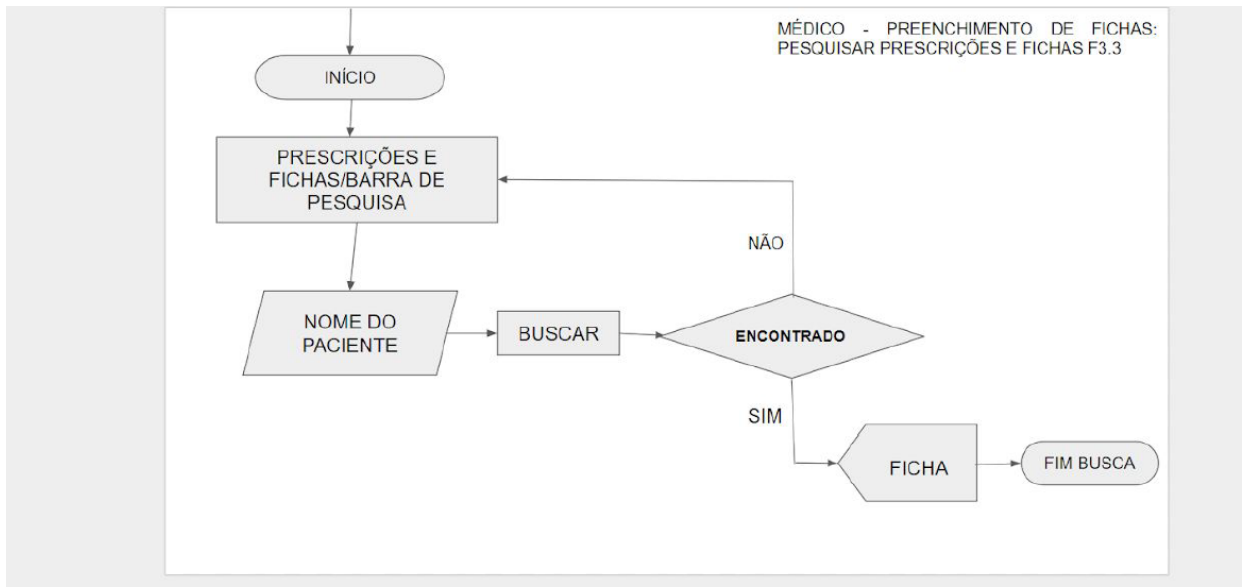 MÉDICO - PREENCHIMENTO DE FICHAS:
PESQUISAR PRESCRIÇÕES E FICHAS F3.3
INÍCIO
PRESCRIÇÕES E
FICHAS/BARRA DE
PESQUISA
NÃO
NOME DO
PACIENTE
BUSCAR
ENCONTRADO
SIM
FICHA
FIM BUSCA